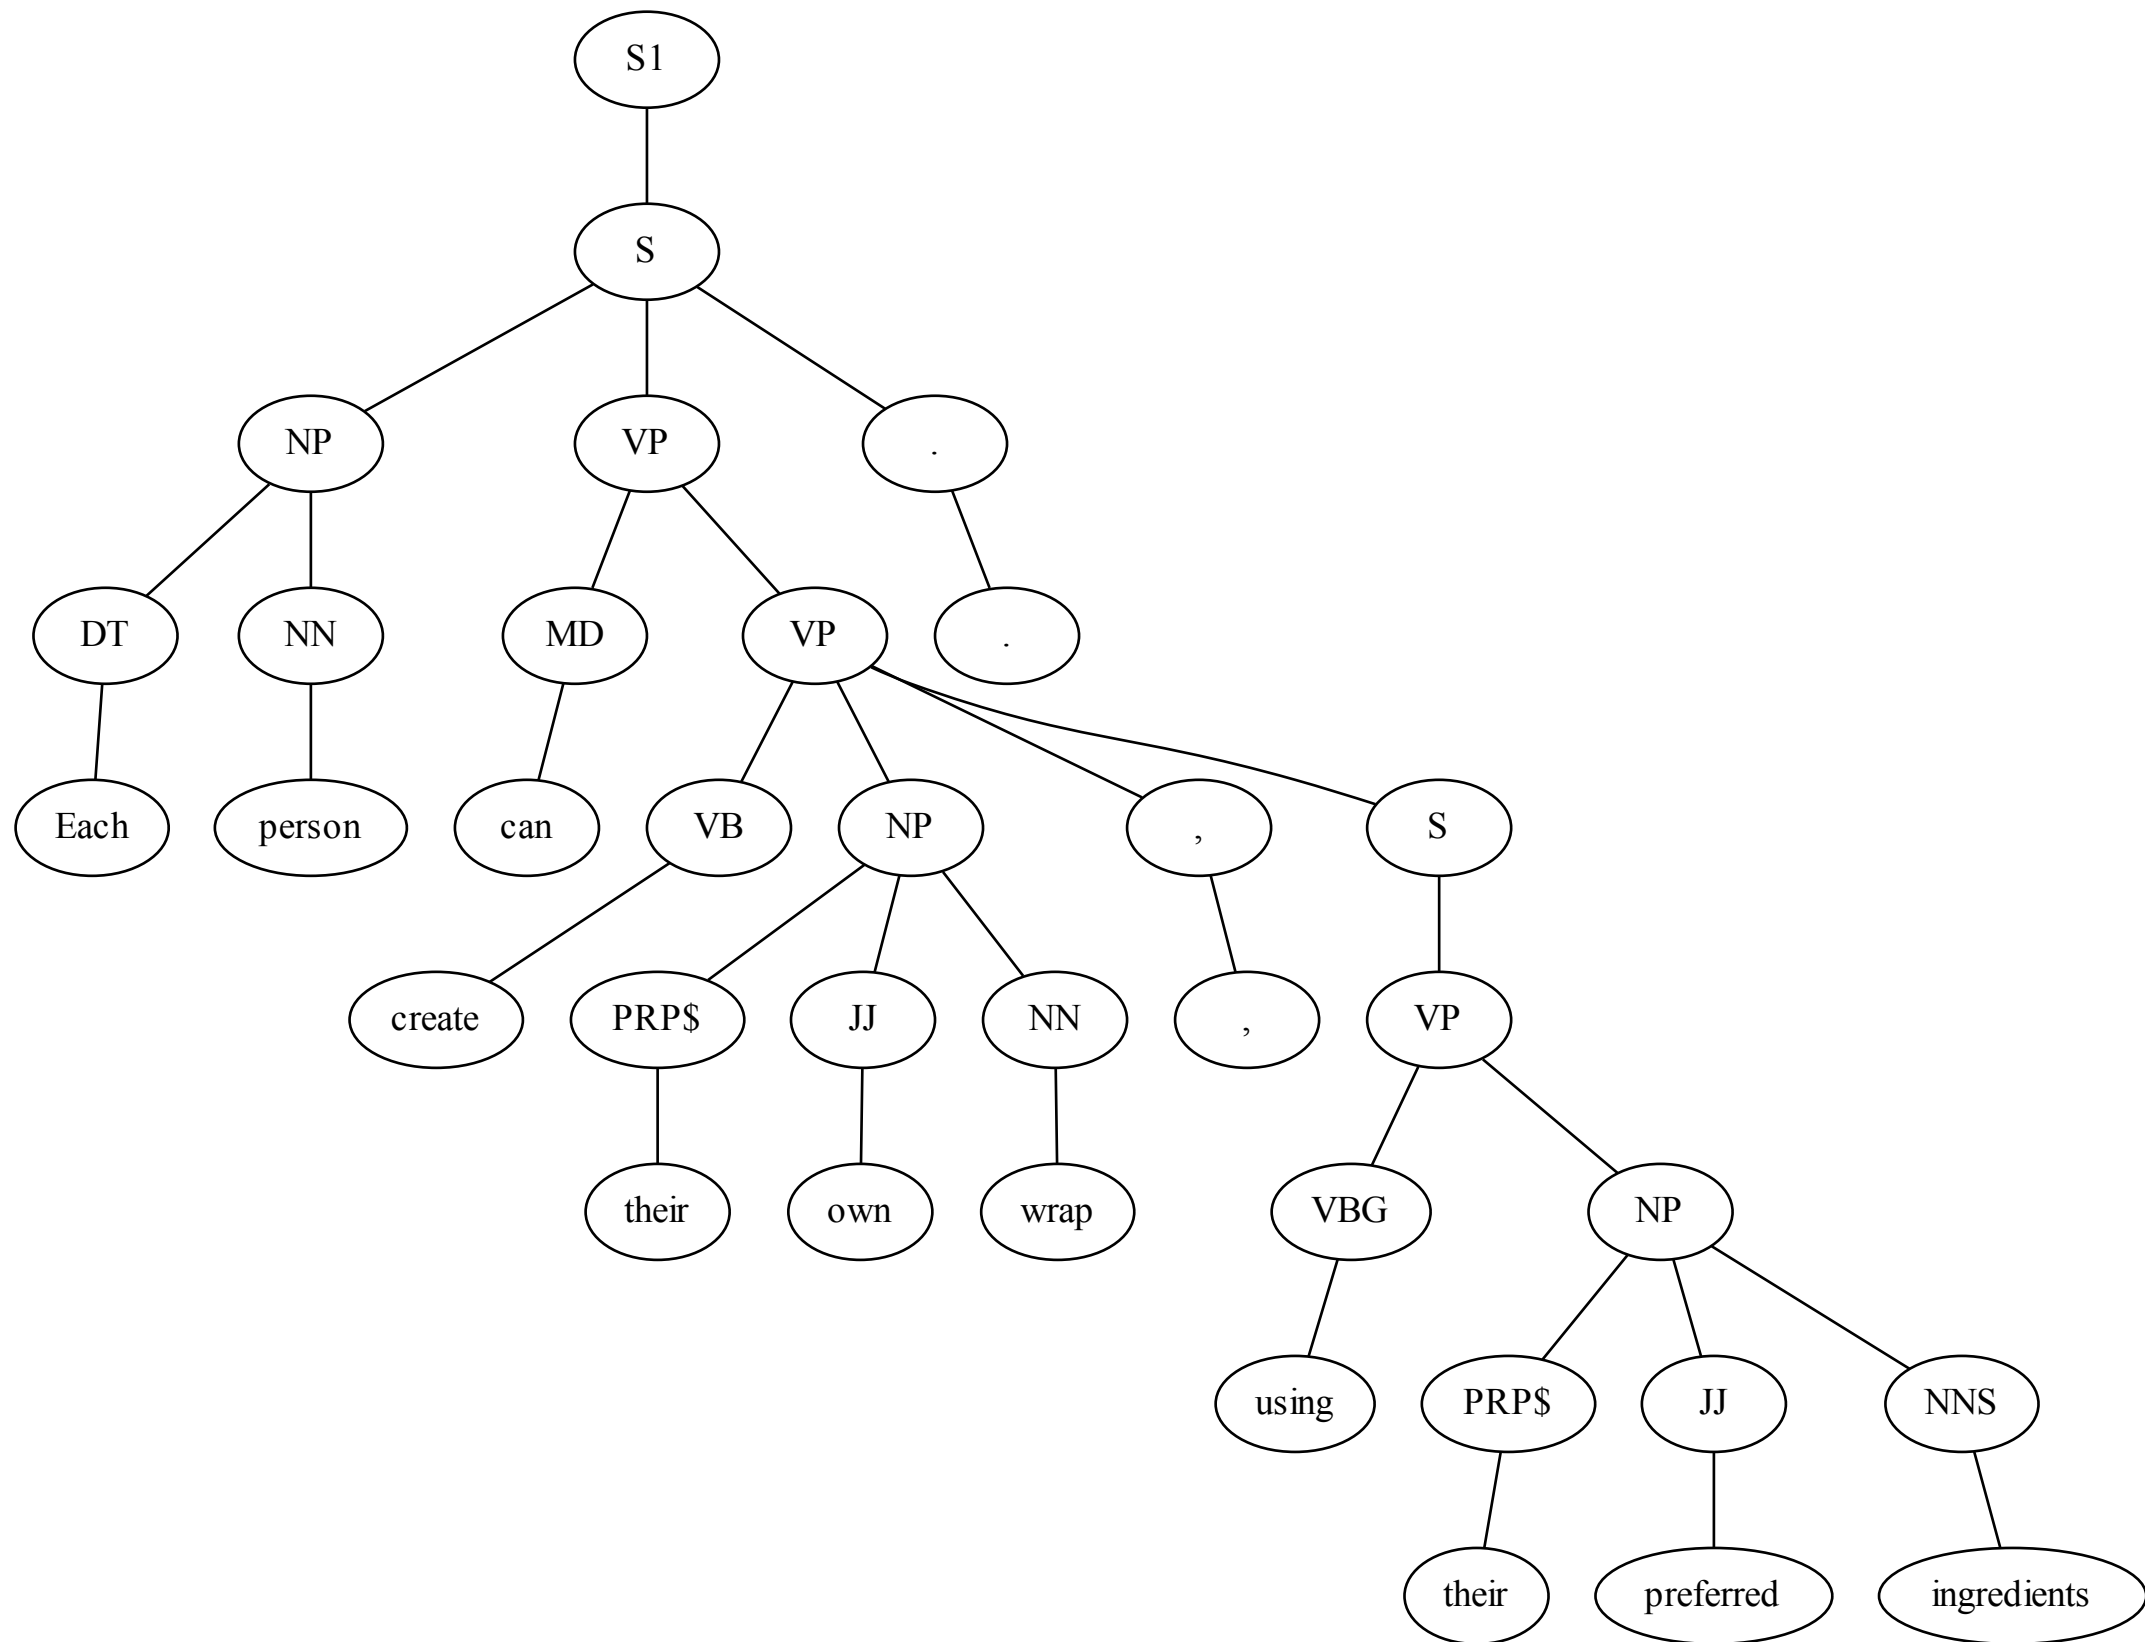 S1
S
NP VP .
DT NN MD VP .
Each person can VB NP , S
create PRP$ JJ NN , VP
their own wrap VBG NP
using PRP$ JJ NNS
their preferred ingredients